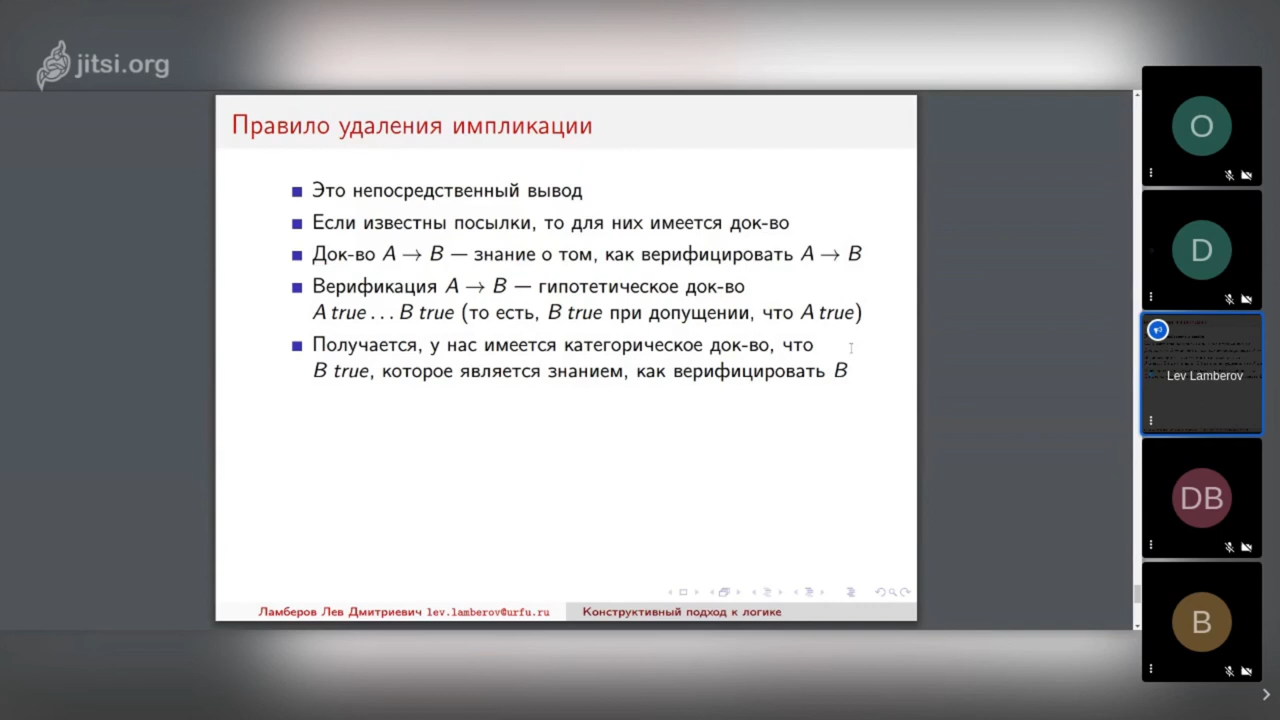 jitsi.org
Правило удаления импликации
Это непосредственный вывод
Если известны посылки, то для них имеется док-во
Док-во A → B — знание о том, как верифицировать A → B
Верификация A → B — гипотетическое док-во
A true . . . B true (то есть, B true при допущении, что A true)
Получается, у нас имеется категорическое док-во, что
B true, которое является знанием, как верифицировать B
Ламберов Лев Дмитриевич lev.lamberov@urfu.ru
Конструктивный подход к логике
O
D
Lev Lamberov
DB
B